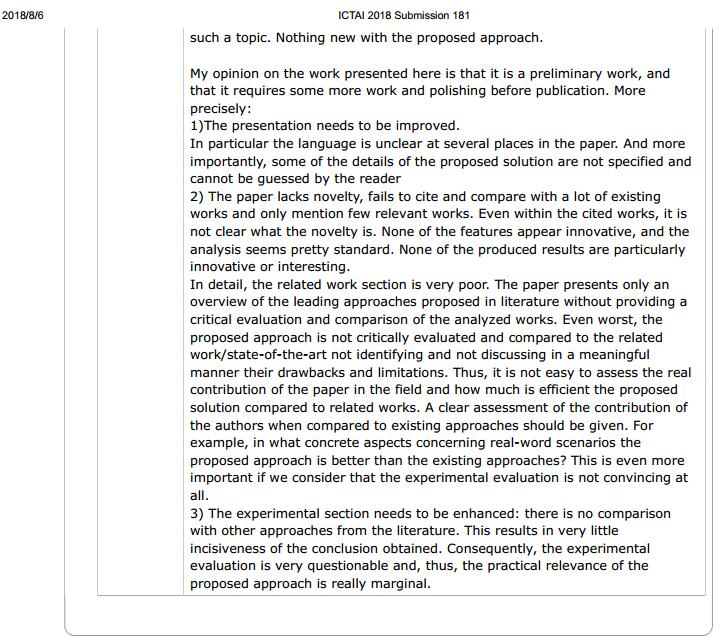 2018/8/6
ICTAI 2018 Submission 181
such a topic. Nothing new with the proposed approach.
My opinion on the work presented here is that it is a preliminary work, and
that it requires some more work and polishing before publication. More
precisely:
1)The presentation needs to be improved.
In particular the language is unclear at several places in the paper. And more
importantly, some of the details of the proposed solution are not specified and
cannot be guessed by the reader
2) The paper lacks novelty, fails to cite and compare with a lot of existing
works and only mention few relevant works. Even within the cited works, it is
not clear what the novelty is. None of the features appear innovative, and the
analysis seems pretty standard. None of the produced results are particularly
innovative or interesting.
In detail, the related work section is very poor. The paper presents only an
overview of the leading approaches proposed in literature without providing a
critical evaluation and comparison of the analyzed works. Even worst, the
proposed approach is not critically evaluated and compared to the related
work/state-of-the-art not identifying and not discussing in a meaningful
manner their drawbacks and limitations. Thus, it is not easy to assess the real
contribution of the paper in the field and how much is efficient the proposed
solution compared to related works. A clear assessment of the contribution of
the authors when compared to existing approaches should be given. For
example, in what concrete aspects concerning real-word scenarios the
proposed approach is better than the existing approaches? This is even more
important if we consider that the experimental evaluation is not convincing at
all.
3) The experimental section needs to be enhanced: there is no comparison
with other approaches from the literature. This results in very little
incisiveness of the conclusion obtained. Consequently, the experimental
evaluation is very questionable and, thus, the practical relevance of the
proposed approach is really marginal.